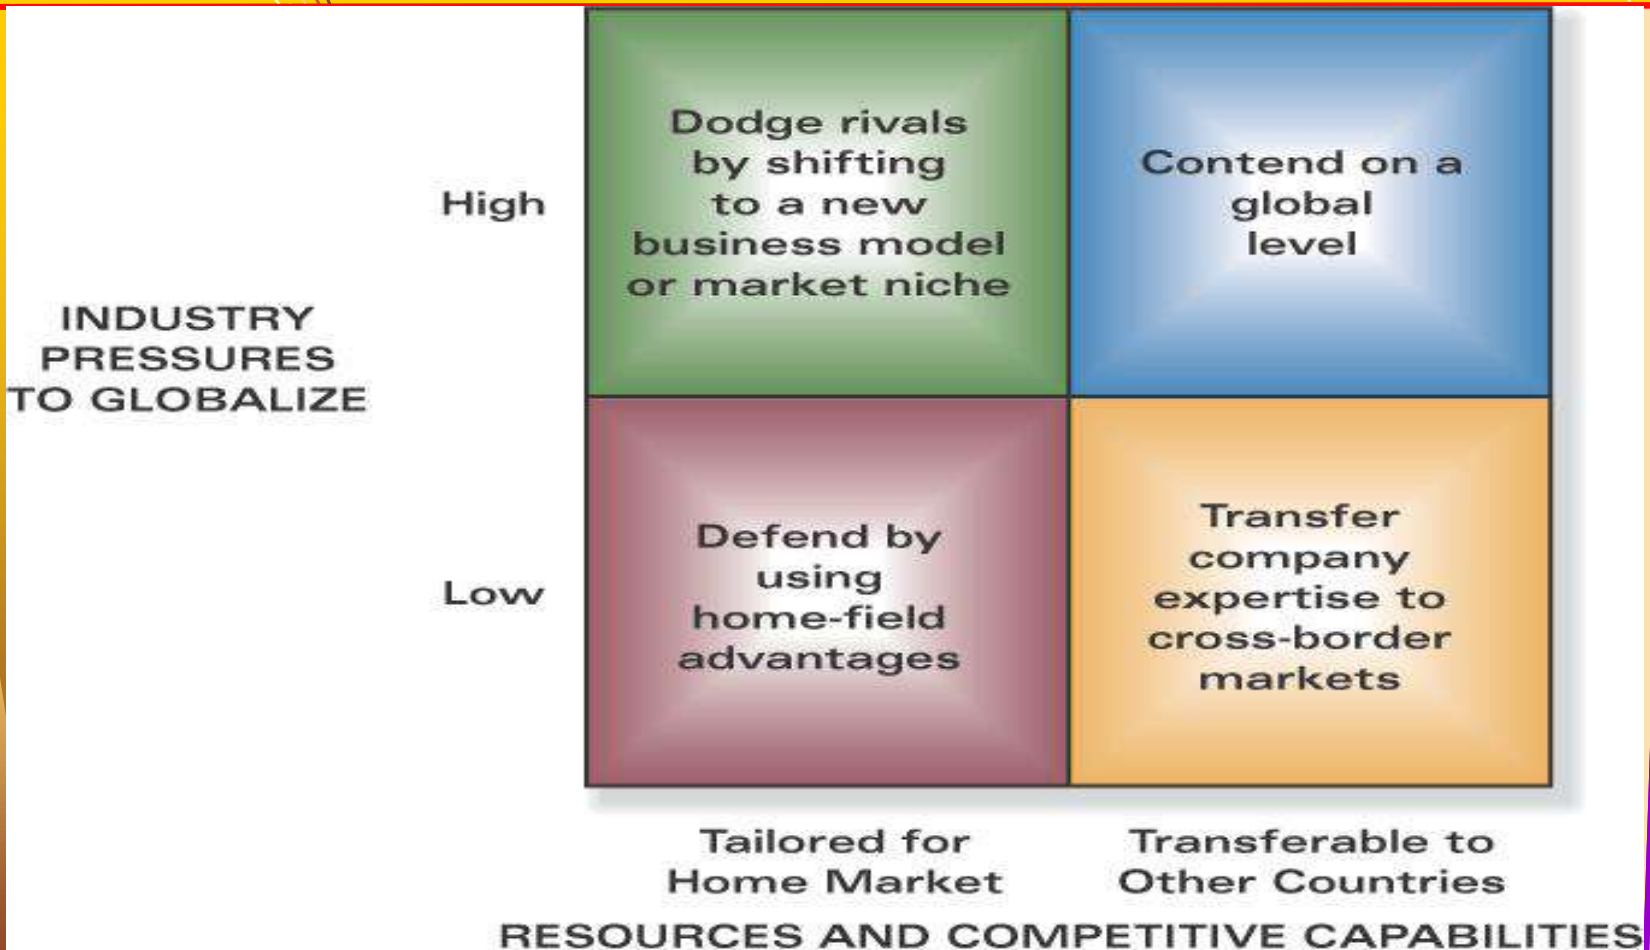 Dodge rivals
by shifting
to a new
business model
or market niche
Contend on a
global
level
High
INDUSTRY
PRESSURES
TO GLOBALIZE
Low
Defend by
using
home-field
advantages
Transfer
company
expertise to
cross-border
markets
Tailored for
Home Market
Transferable to
Other Countries
RESOURCES AND COMPETITIVE CAPABILITIES